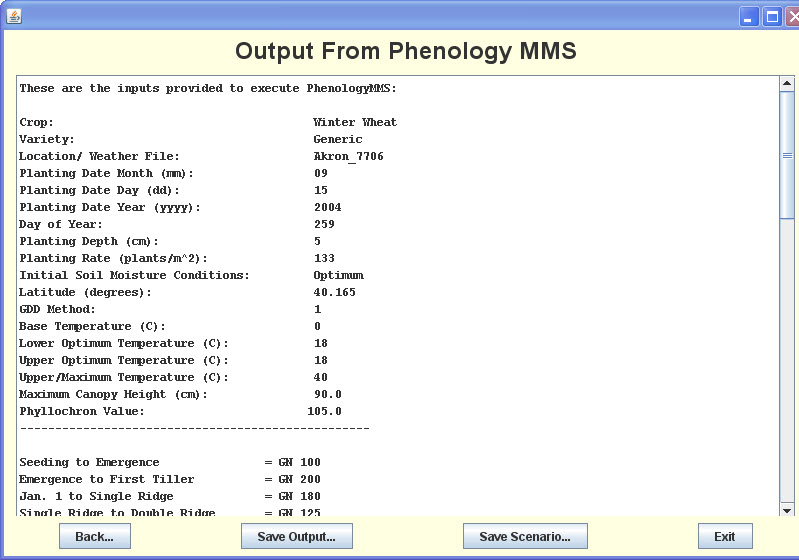 Output From Phenology MMS
These are the inputs provided to execute PhenologyMMS:
Crop: Winter Wheat
Variety: Generic
Location/ Weather File: Akron_7706
Planting Date Month (mm): 09
Planting Date Day (dd): 15
Planting Date Year (yyyy): 2004
Day of Year: 259
Planting Depth (cm): 5
Planting Rate (plants/m^2): 133
Initial Soil Moisture Conditions: Optimum
Latitude (degrees): 40.165
GDD Method: 1
Base Temperature (C): 0
Lower Optimum Temperature (C): 18
Upper Optimum Temperature (C): 18
Upper/Maximum Temperature (C): 40
Maximum Canopy Height (cm): 90.0
Phyllochron Value: 105.0
--------------------------------------------------
Seeding to Emergence = GN 100
Emergence to First Tiller = GN 200
Jan. 1 to Single Ridge = GN 180
Single Ridge to Double Ridge = GN 125
Back... Save Output... Save Scenario... Exit